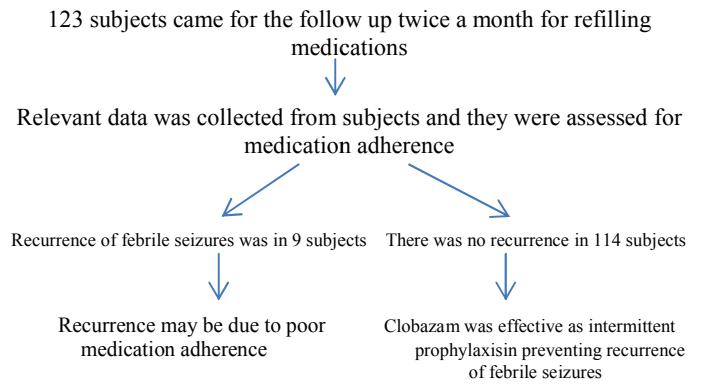 123 subjects came for the follow up twice a month for refilling
medications
Relevant data was collected from subjects and they were assessed for
medication adherence
Recurrence of febrile seizures was in 9 subjects
There was no recurrence in 114 subjects
Recurrence may be due to poor
medication adherence
Clobazam was effective as intermittent
prophylaxisin preventing recurrence
of febrile seizures